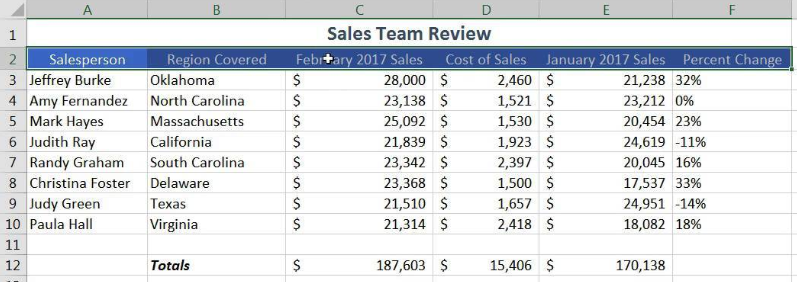 A B C D E F
1 Sales Team Review
2 Salesperson Region Covered February 2017 Sales Cost of Sales January 2017 Sales Percent Change
3 Jeffrey Burke Oklahoma $ 28,000 $ 2,460 $ 21,238 32%
4 Amy Fernandez North Carolina $ 23,138 $ 1,521 $ 23,212 0%
5 Mark Hayes Massachusetts $ 25,092 $ 1,530 $ 20,454 23%
6 Judith Ray California $ 21,839 $ 1,923 $ 24,619 -11%
7 Randy Graham South Carolina $ 23,342 $ 2,397 $ 20,045 16%
8 Christina Foster Delaware $ 23,368 $ 1,500 $ 17,537 33%
9 Judy Green Texas $ 21,510 $ 1,657 $ 24,951 -14%
10 Paula Hall Virginia $ 21,314 $ 2,418 $ 18,082 18%
11
12 Totals $ 187,603 $ 15,406 $ 170,138